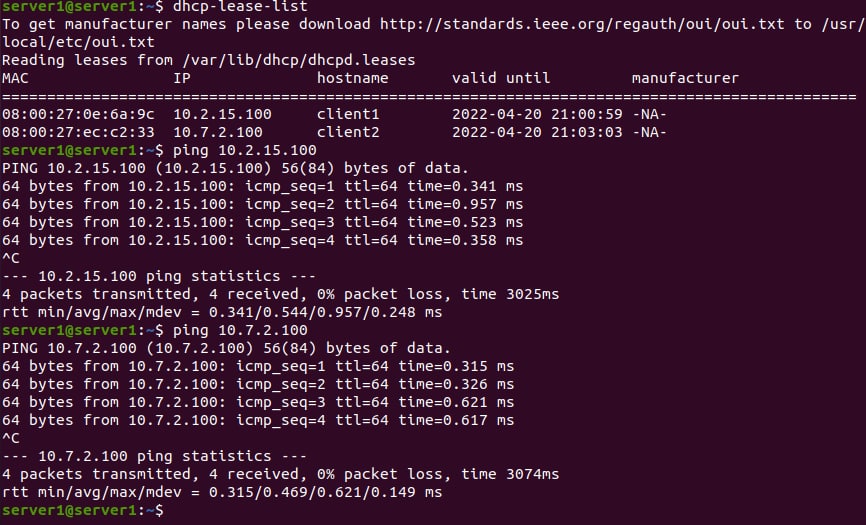 server1@server1:~$ dhcp-lease-list
To get manufacturer names please download http://standards.ieee.org/regauth/oui/oui.txt to /usr/
local/etc/oui.txt
Reading leases from /var/lib/dhcp/dhcpd.leases
MAC                IP              hostname       valid until         manufacturer
===============================================================================================
08:00:27:0e:6a:9c  10.2.15.100     client1        2022-04-20 21:00:59 -NA-
08:00:27:ec:c2:33  10.7.2.100      client2        2022-04-20 21:03:03 -NA-
server1@server1:~$ ping 10.2.15.100
PING 10.2.15.100 (10.2.15.100) 56(84) bytes of data.
64 bytes from 10.2.15.100: icmp_seq=1 ttl=64 time=0.341 ms
64 bytes from 10.2.15.100: icmp_seq=2 ttl=64 time=0.957 ms
64 bytes from 10.2.15.100: icmp_seq=3 ttl=64 time=0.523 ms
64 bytes from 10.2.15.100: icmp_seq=4 ttl=64 time=0.358 ms
^C
--- 10.2.15.100 ping statistics ---
4 packets transmitted, 4 received, 0% packet loss, time 3025ms
rtt min/avg/max/mdev = 0.341/0.544/0.957/0.248 ms
server1@server1:~$ ping 10.7.2.100
PING 10.7.2.100 (10.7.2.100) 56(84) bytes of data.
64 bytes from 10.7.2.100: icmp_seq=1 ttl=64 time=0.315 ms
64 bytes from 10.7.2.100: icmp_seq=2 ttl=64 time=0.326 ms
64 bytes from 10.7.2.100: icmp_seq=3 ttl=64 time=0.621 ms
64 bytes from 10.7.2.100: icmp_seq=4 ttl=64 time=0.617 ms
^C
--- 10.7.2.100 ping statistics ---
4 packets transmitted, 4 received, 0% packet loss, time 3074ms
rtt min/avg/max/mdev = 0.315/0.469/0.621/0.149 ms
server1@server1:~$